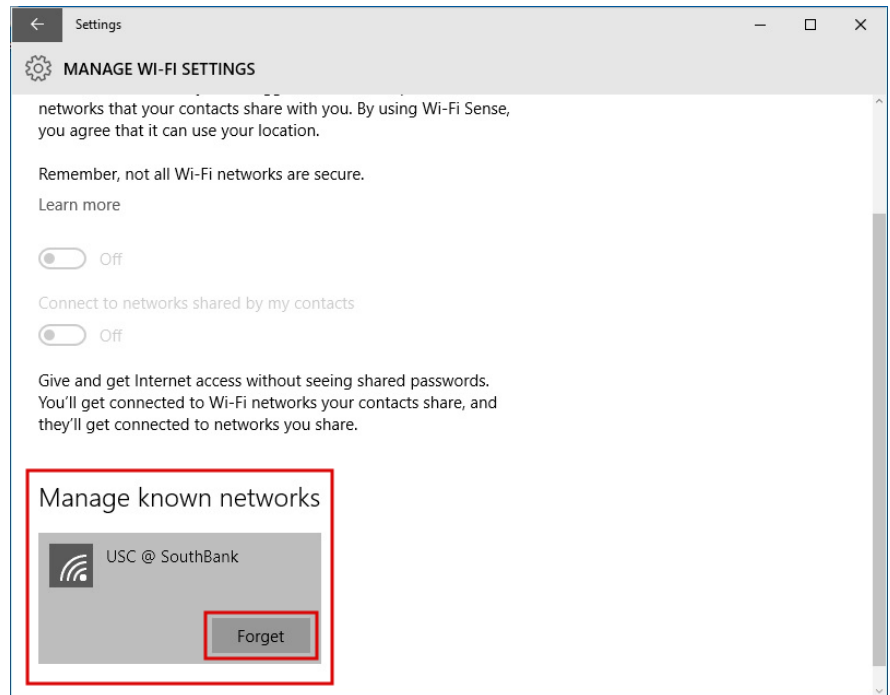 Settings
MANAGE WI-FI SETTINGS
networks that your contacts share with you. By using Wi-Fi Sense,
you agree that it can use your location.
Remember, not all Wi-Fi networks are secure.
Learn more
Off
Connect to networks shared by my contacts
Off
Give and get Internet access without seeing shared passwords.
You'll get connected to Wi-Fi networks your contacts share, and
they'll get connected to networks you share.
Manage known networks
USC @ SouthBank
Forget